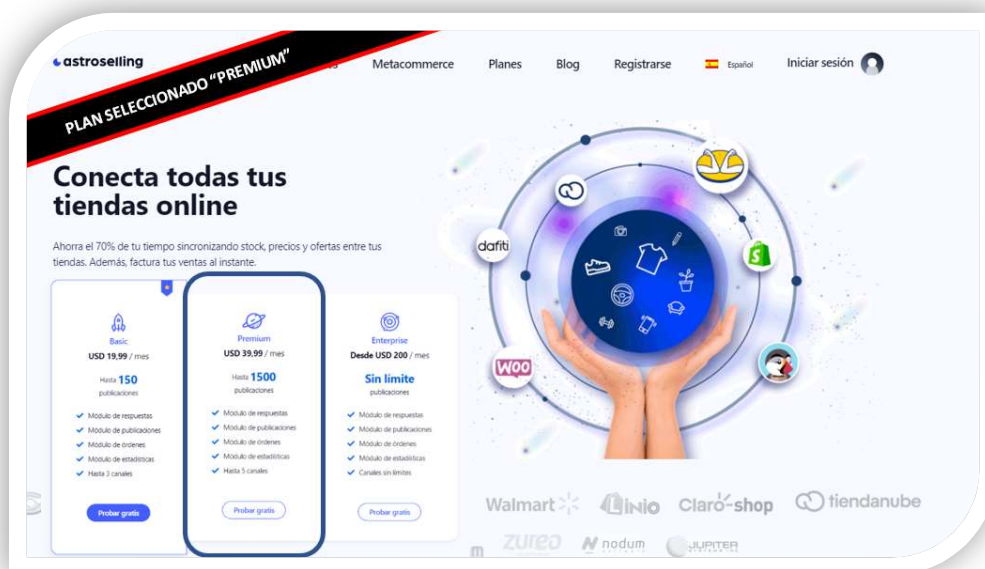 astroselling
Metacommerce
Planes
Blog
Registrarse
Español
Iniciar sesión
PLAN SELECCIONADO “PREMIUM”
Conecta todas tus
tiendas online
Ahorra el 70% de tu tiempo sincronizando stock, precios y ofertas entre tus
tiendas. Además, factura tus ventas al instante.
Basic
USD 19,99 / mes
Hasta 150
publicaciones
Módulo de respuestas
Módulo de publicaciones
Módulo de órdenes
Módulo de estadísticas
Hasta 3 canales
Probar gratis
Premium
USD 39,99 / mes
Hasta 1500
publicaciones
Módulo de respuestas
Módulo de publicaciones
Módulo de órdenes
Módulo de estadísticas
Hasta 5 canales
Probar gratis
Enterprise
Desde USD 200 / mes
Sin límite
publicaciones
Módulo de respuestas
Módulo de publicaciones
Módulo de órdenes
Módulo de estadísticas
Canales sin límites
Probar gratis
dafiti
WOO
Walmart
Linio
Claro-shop
tiendanube
zureo
nodum
JUPITER